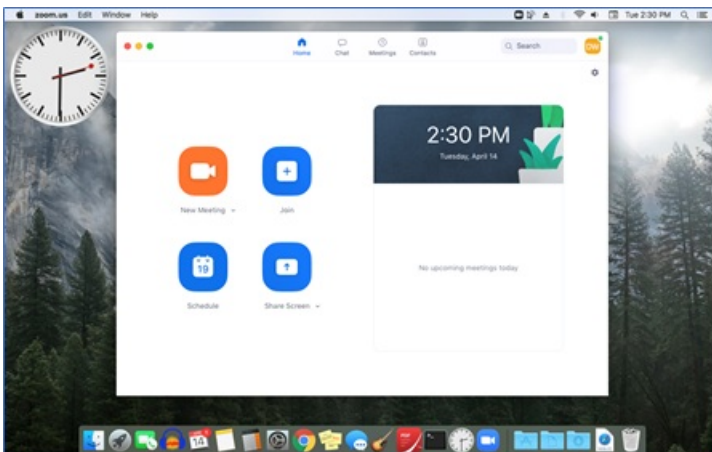 zoom.us Edit Window Help
Tue 2:30 PM
Home Chat Meetings Contacts
Search
OW
2:30 PM
Tuesday, April 14
New Meeting
Join
19
Schedule
Share Screen
No upcoming meetings today
14